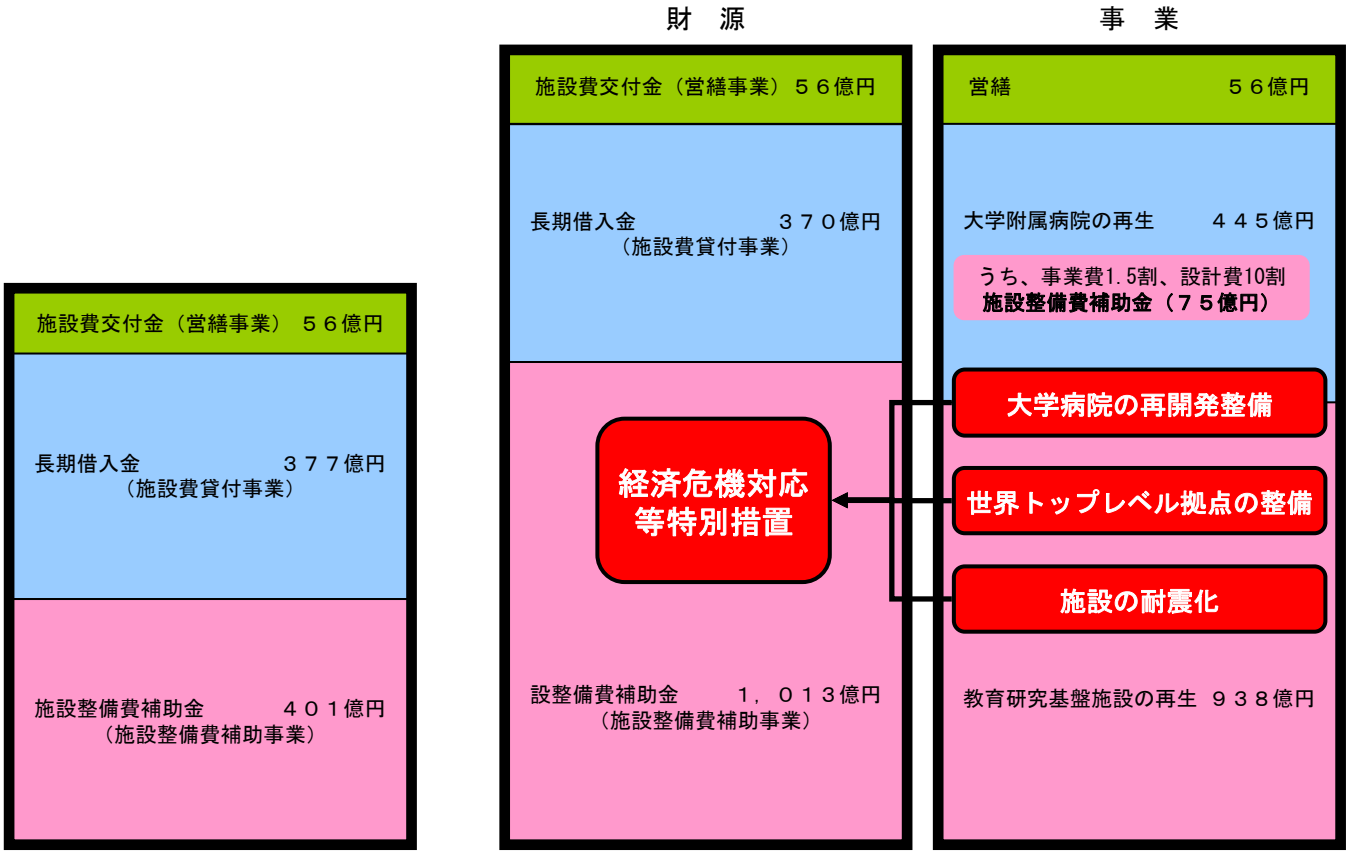 財　源
事　業
施設費交付金（営繕事業）５６億円
長期借入金　３７０億円
（施設費貸付事業）
経済危機対応
等特別措置
設整備費補助金　１，０１３億円
（施設整備費補助事業）
営繕　５６億円
大学附属病院の再生　４４５億円
うち、事業費1.5割、設計費10割
施設整備費補助金（７５億円）
大学病院の再開発整備
世界トップレベル拠点の整備
施設の耐震化
教育研究基盤施設の再生　９３８億円
施設費交付金（営繕事業）　５６億円
長期借入金　３７７億円
（施設費貸付事業）
施設整備費補助金　４０１億円
（施設整備費補助事業）